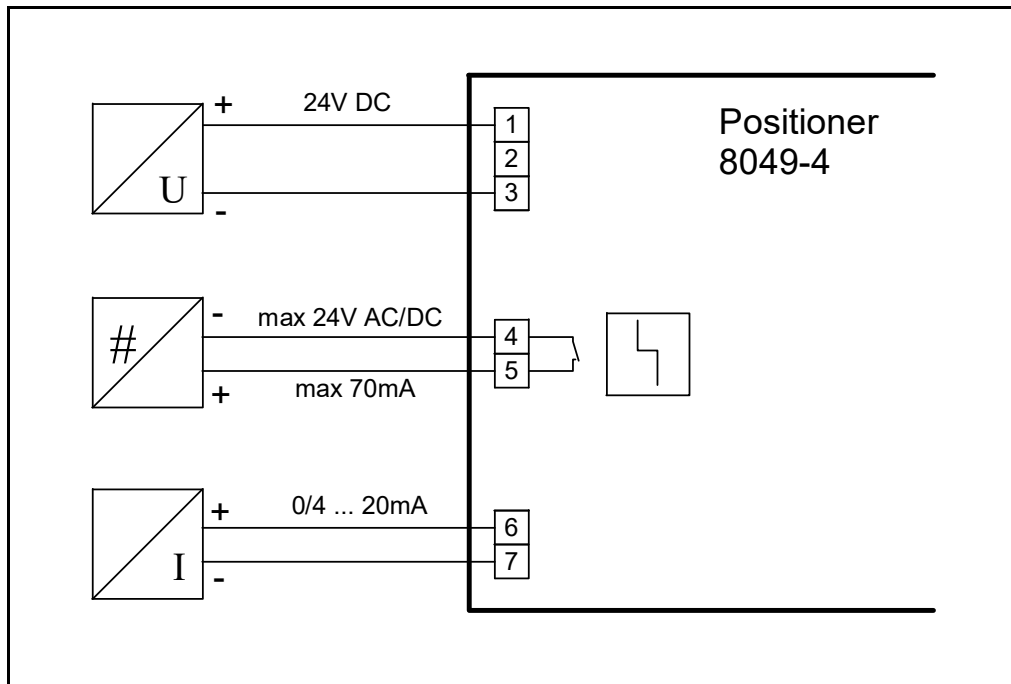 +
24V DC
1
Positioner
8049-4
2
U
3
-
-
max 24V AC/DC
#
4
5
+
max 70mA
+
0/4 ... 20mA
6
7
I
-